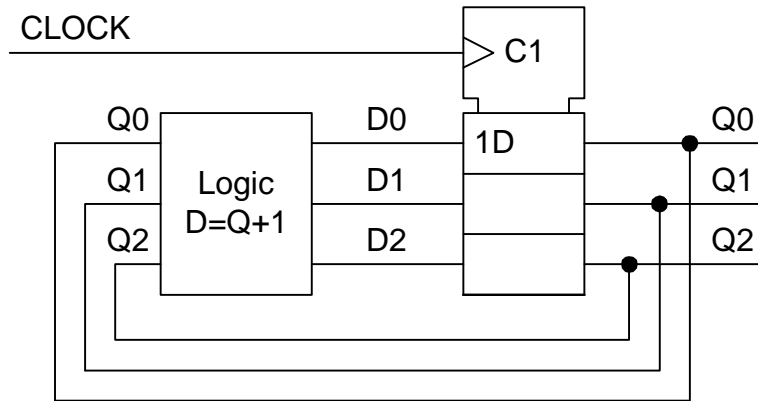 CLOCK
C1
Q0 D0 1D Q0
Q1 Logic D1 Q1
D=Q+1
Q2 D2 Q2